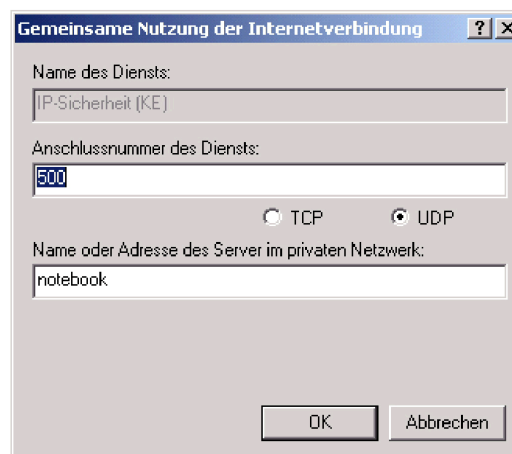 Gemeinsame Nutzung der Internetverbindung ? X
Name des Diensts:
IP-Sicherheit (KE)
Anschlussnummer des Diensts:
500
TCP UDP
Name oder Adresse des Server im privaten Netzwerk:
notebook
OK Abbrechen